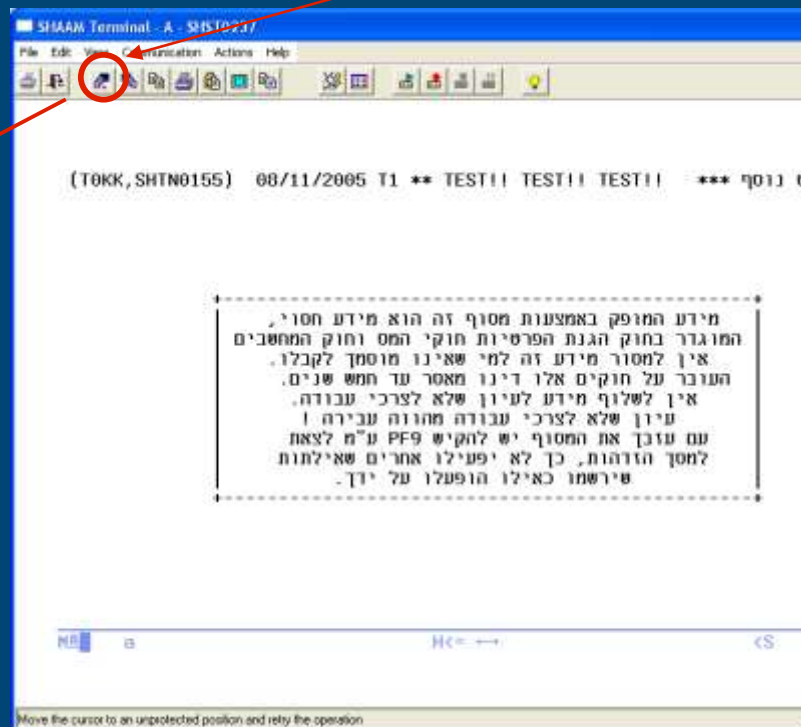 SHAAM Terminal - A - SHST0237
File Edit View Communication Actions Help
(T0KK,SHTN0155) 08/11/2005 T1 ** TEST!! TEST!! TEST!! *** נוסף
מידע המופק באמצעות מסוף זה הוא מידע חסוי,
המוגדר בחוק הגנת הפרטיות חוקי המס וחוק המחשבים
אין למסור מידע זה למי שאינו מוסמך לקבלו.
העובר על חוקים אלו דינו מאסר עד חמש שנים.
אין לשלוף מידע לעיון שלא לצרכי עבודה.
עיון שלא לצרכי עבודה מהווה עבירה !
עם עזבך את המסוף יש להקיש PF9 ע"מ לצאת
למסך הזדהות, כך לא יפעילו אחרים שאילתות
שירשמו כאילו הופעלו על ידך.
a H<= ←→ <S
Move the cursor to an unprotected position and retry the operation